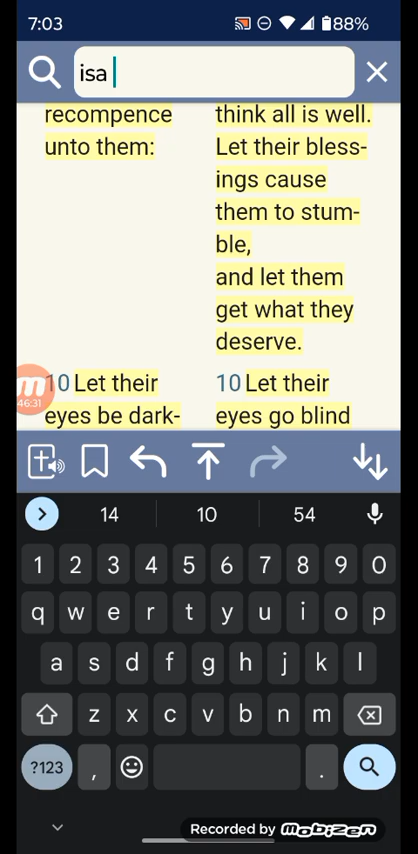 7:03
88%
isa
recompence
unto them:
think all is well.
Let their bless-
ings cause
them to stum-
ble,
and let them
get what they
deserve.
10 Let their
eyes be dark-
10 Let their
eyes go blind
46:31
14 10 54
1 2 3 4 5 6 7 8 9 0
q w e r t y u i o p
a s d f g h j k l
z x c v b n m
?123 , .
Recorded by mobizen